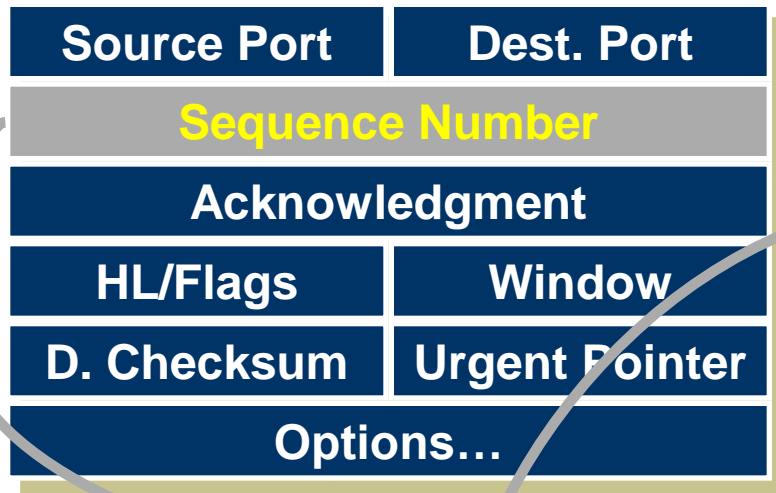 Source Port Dest. Port
Sequence Number
Acknowledgment
HL/Flags Window
D. Checksum Urgent Pointer
Options…